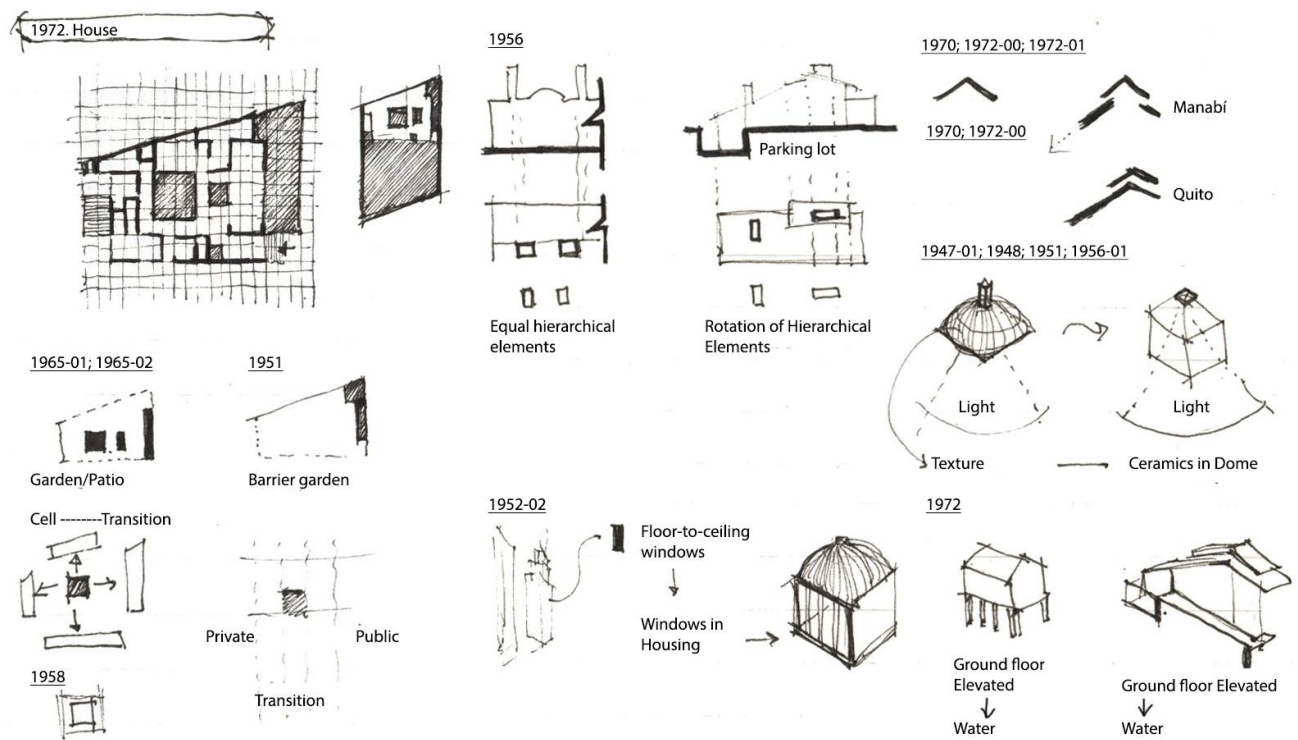 1972. House
1956
Parking lot
Equal hierarchical
elements
Rotation of Hierarchical
Elements
1970; 1972-00; 1972-01
Manabí
1970; 1972-00
Quito
1947-01; 1948; 1951; 1956-01
Light
Light
Texture
Ceramics in Dome
1965-01; 1965-02
Garden/Patio
1951
Barrier garden
Cell --------Transition
Private
Public
Transition
1958
1952-02
Floor-to-ceiling
windows
Windows in
Housing
1972
Ground floor
Elevated
Water
Ground floor Elevated
Water